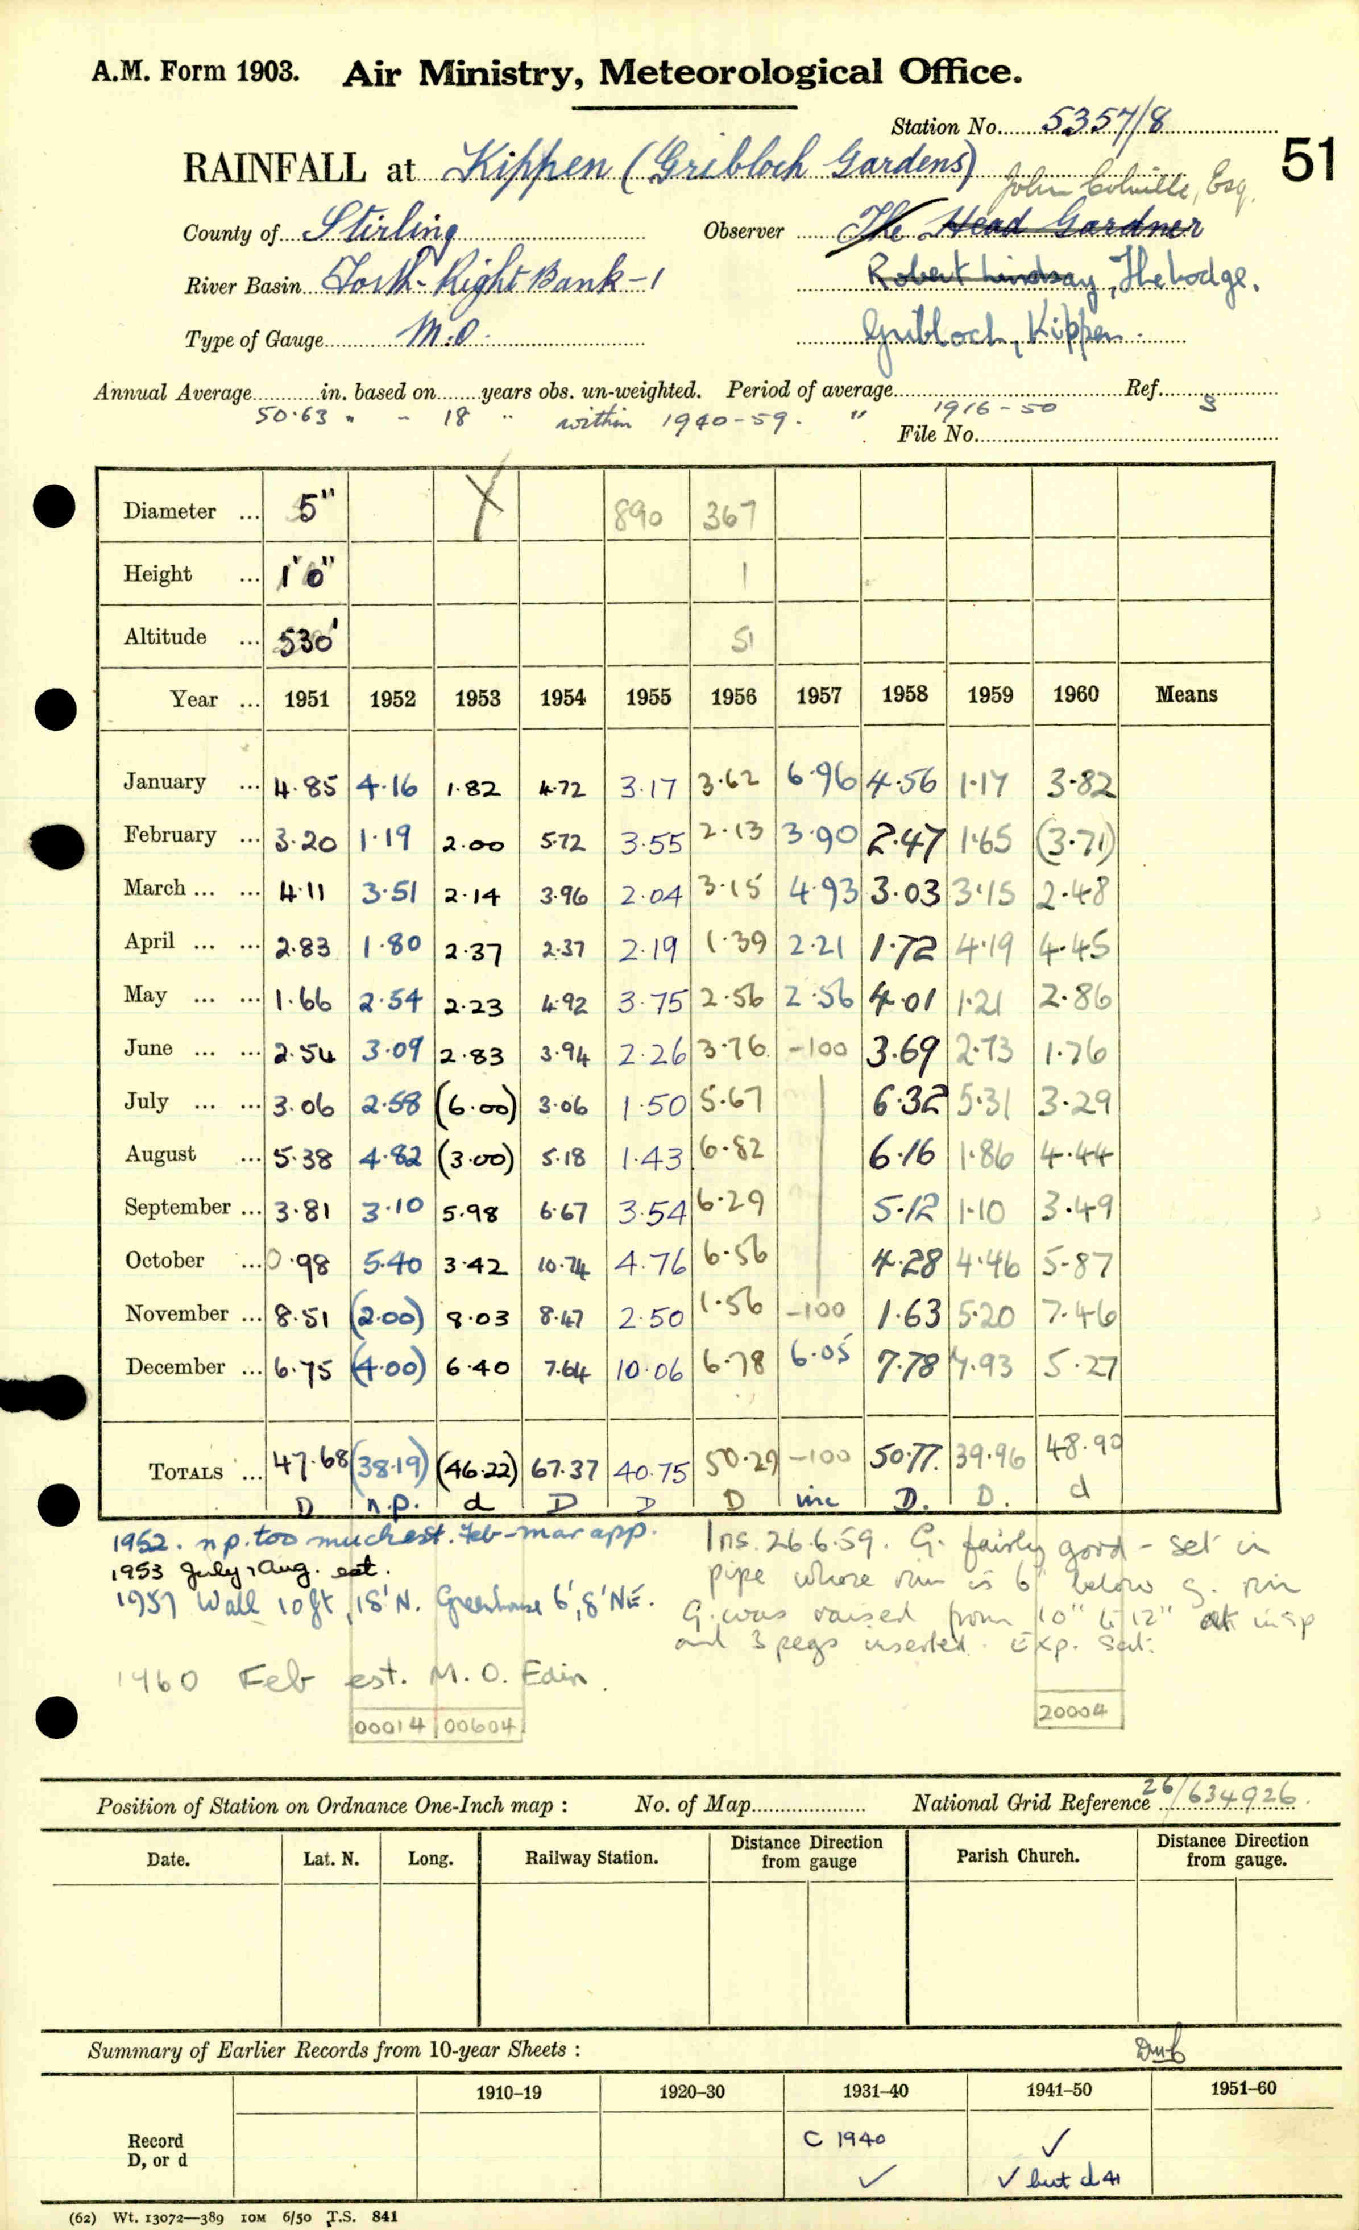 A.M. Form 1903. Air Ministry, Meteorological Office.
Station No. 5357/8
51
RAINFALL at Kippen (Gribloch Gardens)
John Colville, Esq.
County of Stirling Observer The Head Gardner
River Basin Forth-Right Bank-1 Robert Lindsay, The Lodge,
Type of Gauge M.O. Gribloch, Kippen.
Annual Average in. based on years obs. un-weighted. Period of average Ref.
50.63 " - 18 " within 1940-59. " 1916-50 S
File No.
Diameter ... 5" X 890 367
Height ... 1'0" 1
Altitude ... 530' 51
Year ... 1951 1952 1953 1954 1955 1956 1957 1958 1959 1960 Means
January ... 4.85 4.16 1.82 4.72 3.17 3.62 6.96 4.56 1.17 3.82
February ... 3.20 1.19 2.00 5.72 3.55 2.13 3.90 2.47 1.65 (3.71)
March ... ... 4.11 3.51 2.14 3.96 2.04 3.15 4.93 3.03 3.15 2.48
April ... ... 2.83 1.80 2.37 2.37 2.19 1.39 2.21 1.72 4.19 4.45
May ... ... 1.66 2.54 2.23 4.92 3.75 2.56 2.56 4.01 1.21 2.86
June ... ... 2.54 3.09 2.83 3.94 2.26 3.76 -100 3.69 2.73 1.76
July ... ... 3.06 2.58 (6.00) 3.06 1.50 5.67 6.32 5.31 3.29
August ... 5.38 4.82 (3.00) 5.18 1.43 6.82 6.16 1.86 4.44
September ... 3.81 3.10 5.98 6.67 3.54 6.29 5.12 1.10 3.49
October ... 0.98 5.40 3.42 10.74 4.76 6.56 4.28 4.46 5.87
November ... 8.51 (2.00) 8.03 8.47 2.50 1.56 -100 1.63 5.20 7.46
December ... 6.75 (4.00) 6.40 7.64 10.06 6.78 6.05 7.78 7.93 5.27
TOTALS ... 47.68 (38.19) (46.22) 67.37 40.75 50.29 -100 50.77 39.96 48.90
D n.p. d D D D inc D. D. d
1952. n p. too much est. Feb-mar app.
1953 July, Aug. est.
1957 Wall 10ft, 18'N. Greenhouse 6', 8'NE.
1960 Feb est. M.O. Edin.
Ins. 26.6.59. G. fairly good - set in
pipe whose rim is 6" below g. rim
G. was raised from 10" to 12" at insp
and 3 pegs inserted. Exp. Sat.
00014 00604 20004
Position of Station on Ordnance One-Inch map : No. of Map National Grid Reference 26/634926
Date. Lat. N. Long. Railway Station. Distance Direction from gauge Parish Church. Distance Direction from gauge.
Summary of Earlier Records from 10-year Sheets :
1910-19 1920-30 1931-40 1941-50 1951-60
Record C 1940 ✓
D, or d ✓ ✓ but d 41
(62) Wt. 13072—389 10M 6/50 T.S. 841